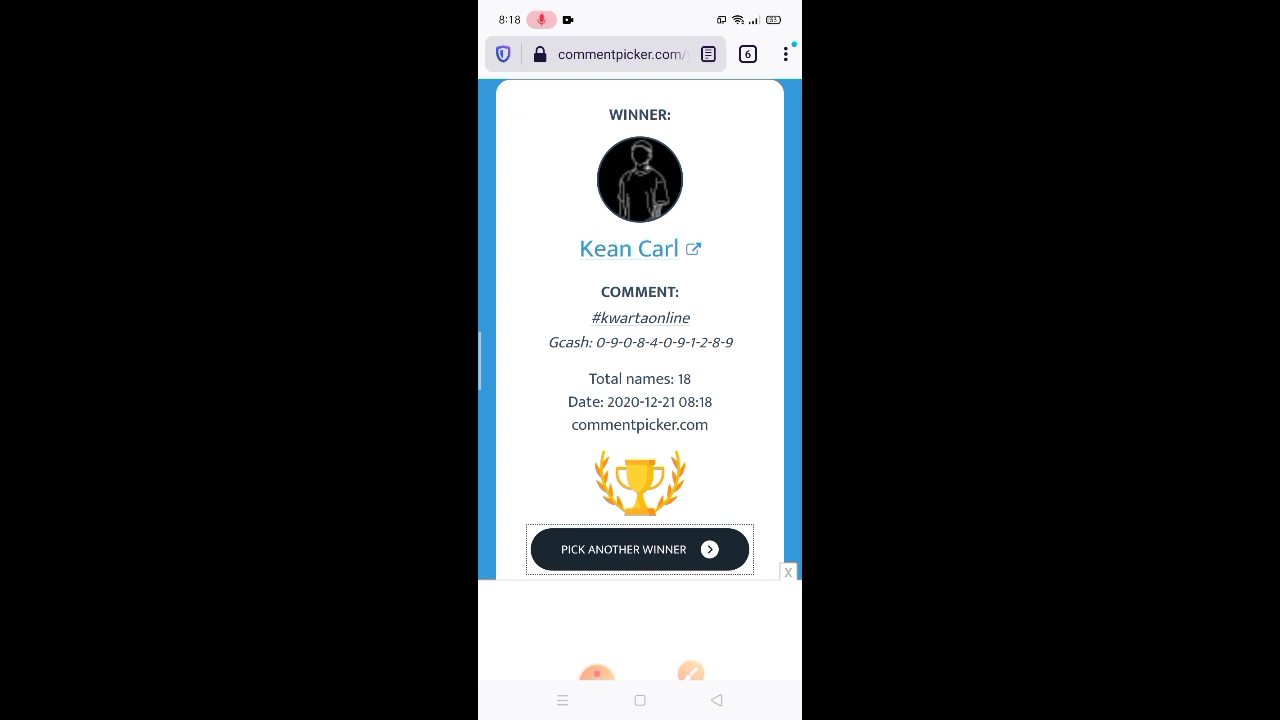 8:18
33
commentpicker.com/
6
WINNER:
Kean Carl
COMMENT:
#kwartaonline
Gcash: 0-9-0-8-4-0-9-1-2-8-9
Total names: 18
Date: 2020-12-21 08:18
commentpicker.com
PICK ANOTHER WINNER
X